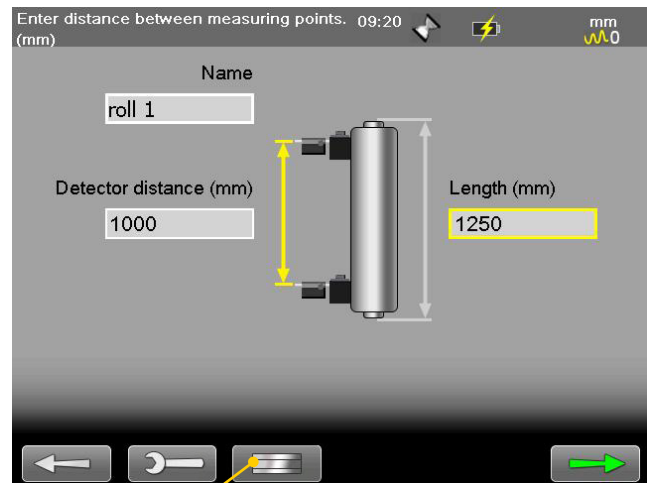 Enter distance between measuring points. 09:20
(mm)
mm
0
Name
roll 1
Detector distance (mm)
1000
Length (mm)
1250